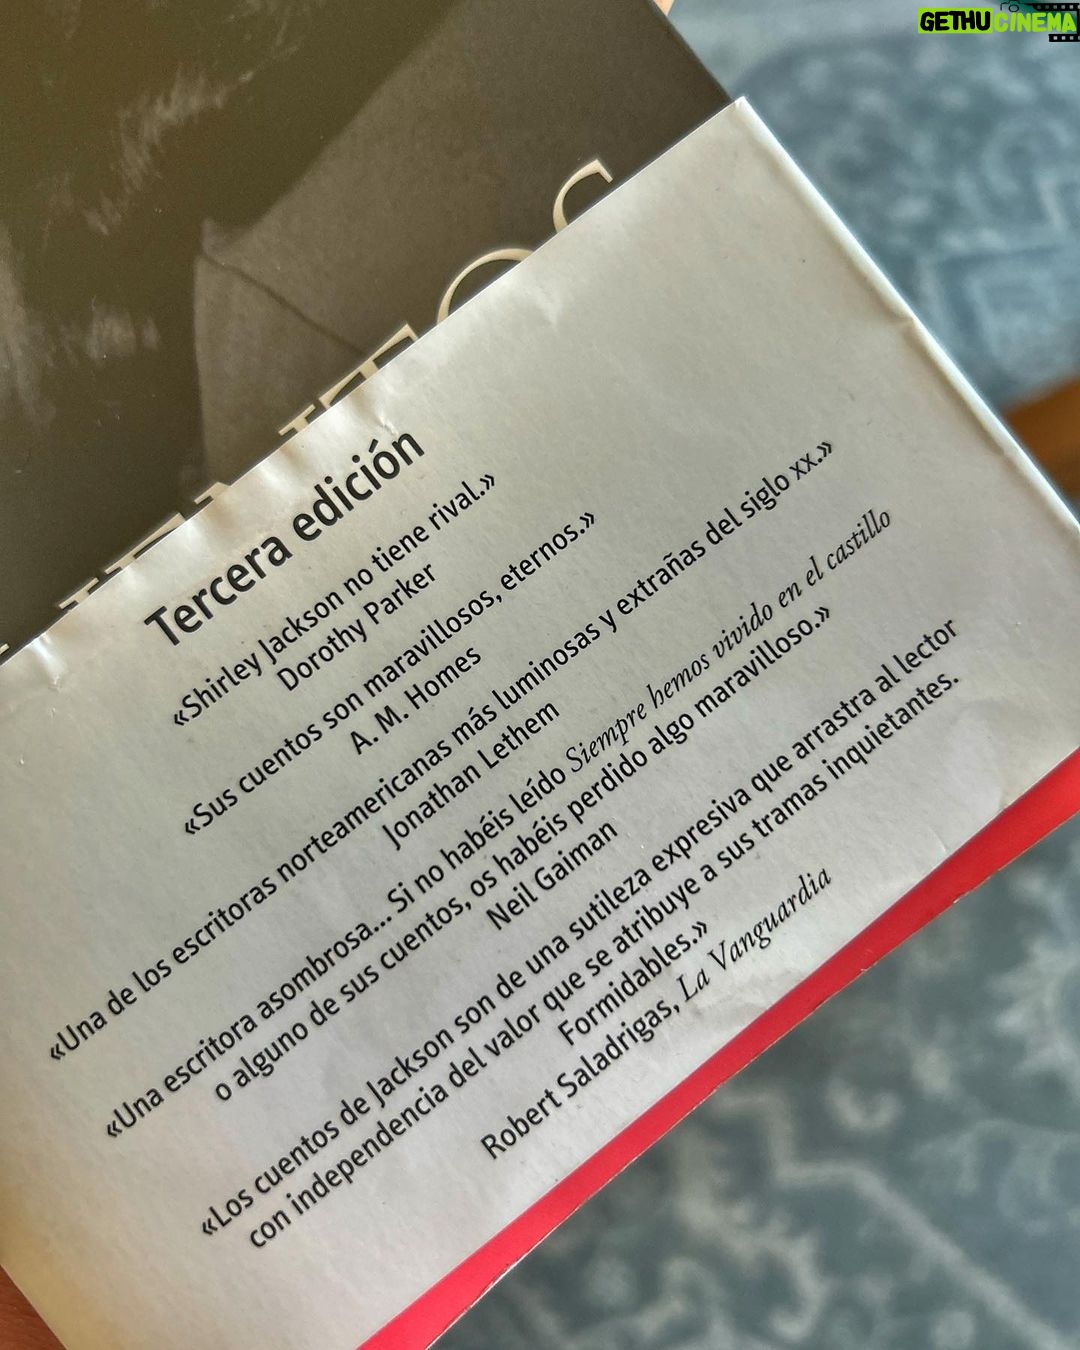 GETHUCINEMA
Tercera edición
«Shirley Jackson no tiene rival.»
Dorothy Parker
«Sus cuentos son maravillosos, eternos.»
A. M. Homes
«Una de los escritoras norteamericanas más luminosas y extrañas del siglo xx.»
Jonathan Lethem
«Una escritora asombrosa... Si no habéis leído Siempre hemos vivido en el castillo
o alguno de sus cuentos, os habéis perdido algo maravilloso.»
Neil Gaiman
«Los cuentos de Jackson son de una sutileza expresiva que arrastra al lector
con independencia del valor que se atribuye a sus tramas inquietantes.
Formidables.»
Robert Saladrigas, La Vanguardia